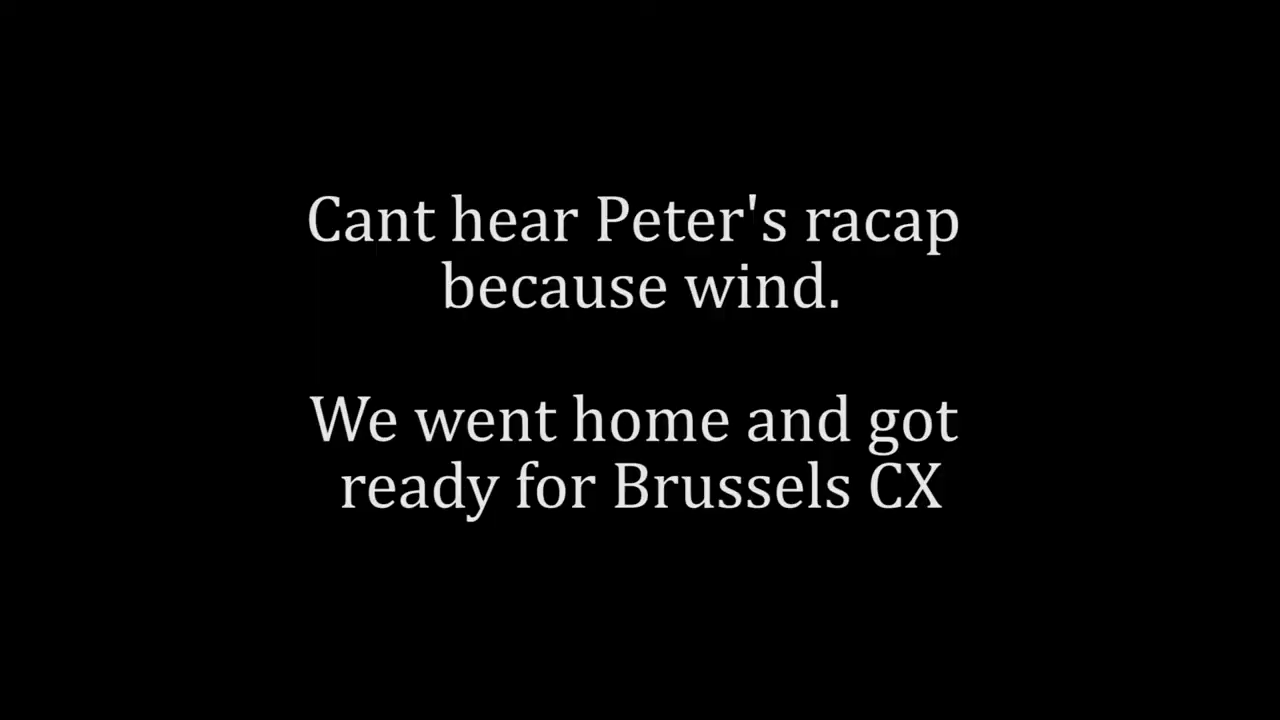 Cant hear Peter's racap
because wind.
We went home and got
ready for Brussels CX